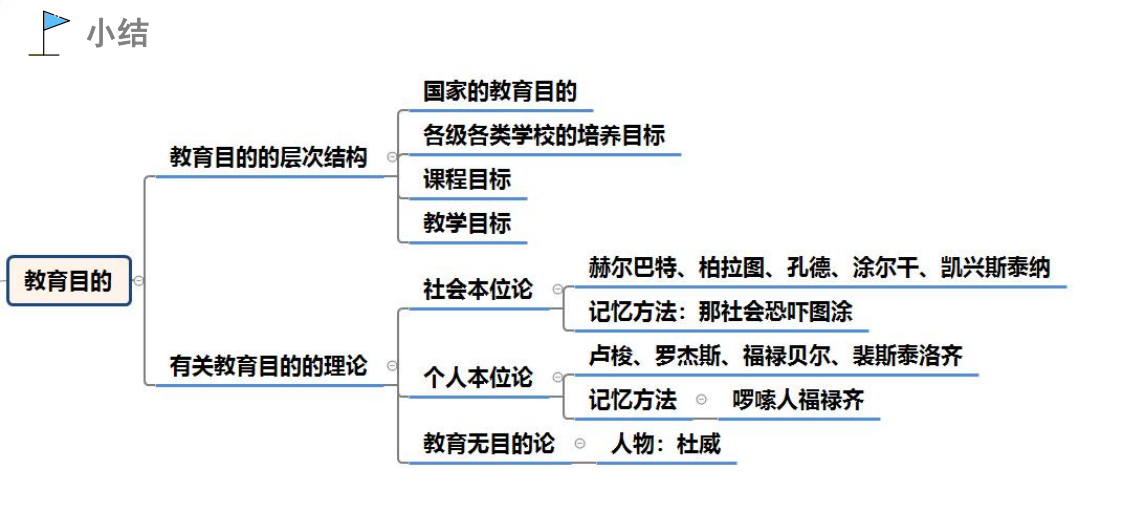 小结
教育目的
教育目的的层次结构
国家的教育目的
各级各类学校的培养目标
课程目标
教学目标
有关教育目的的理论
社会本位论
赫尔巴特、柏拉图、孔德、涂尔干、凯兴斯泰纳
记忆方法：那社会恐吓图涂
个人本位论
卢梭、罗杰斯、福禄贝尔、裴斯泰洛齐
记忆方法
啰嗦人福禄齐
教育无目的论
人物：杜威